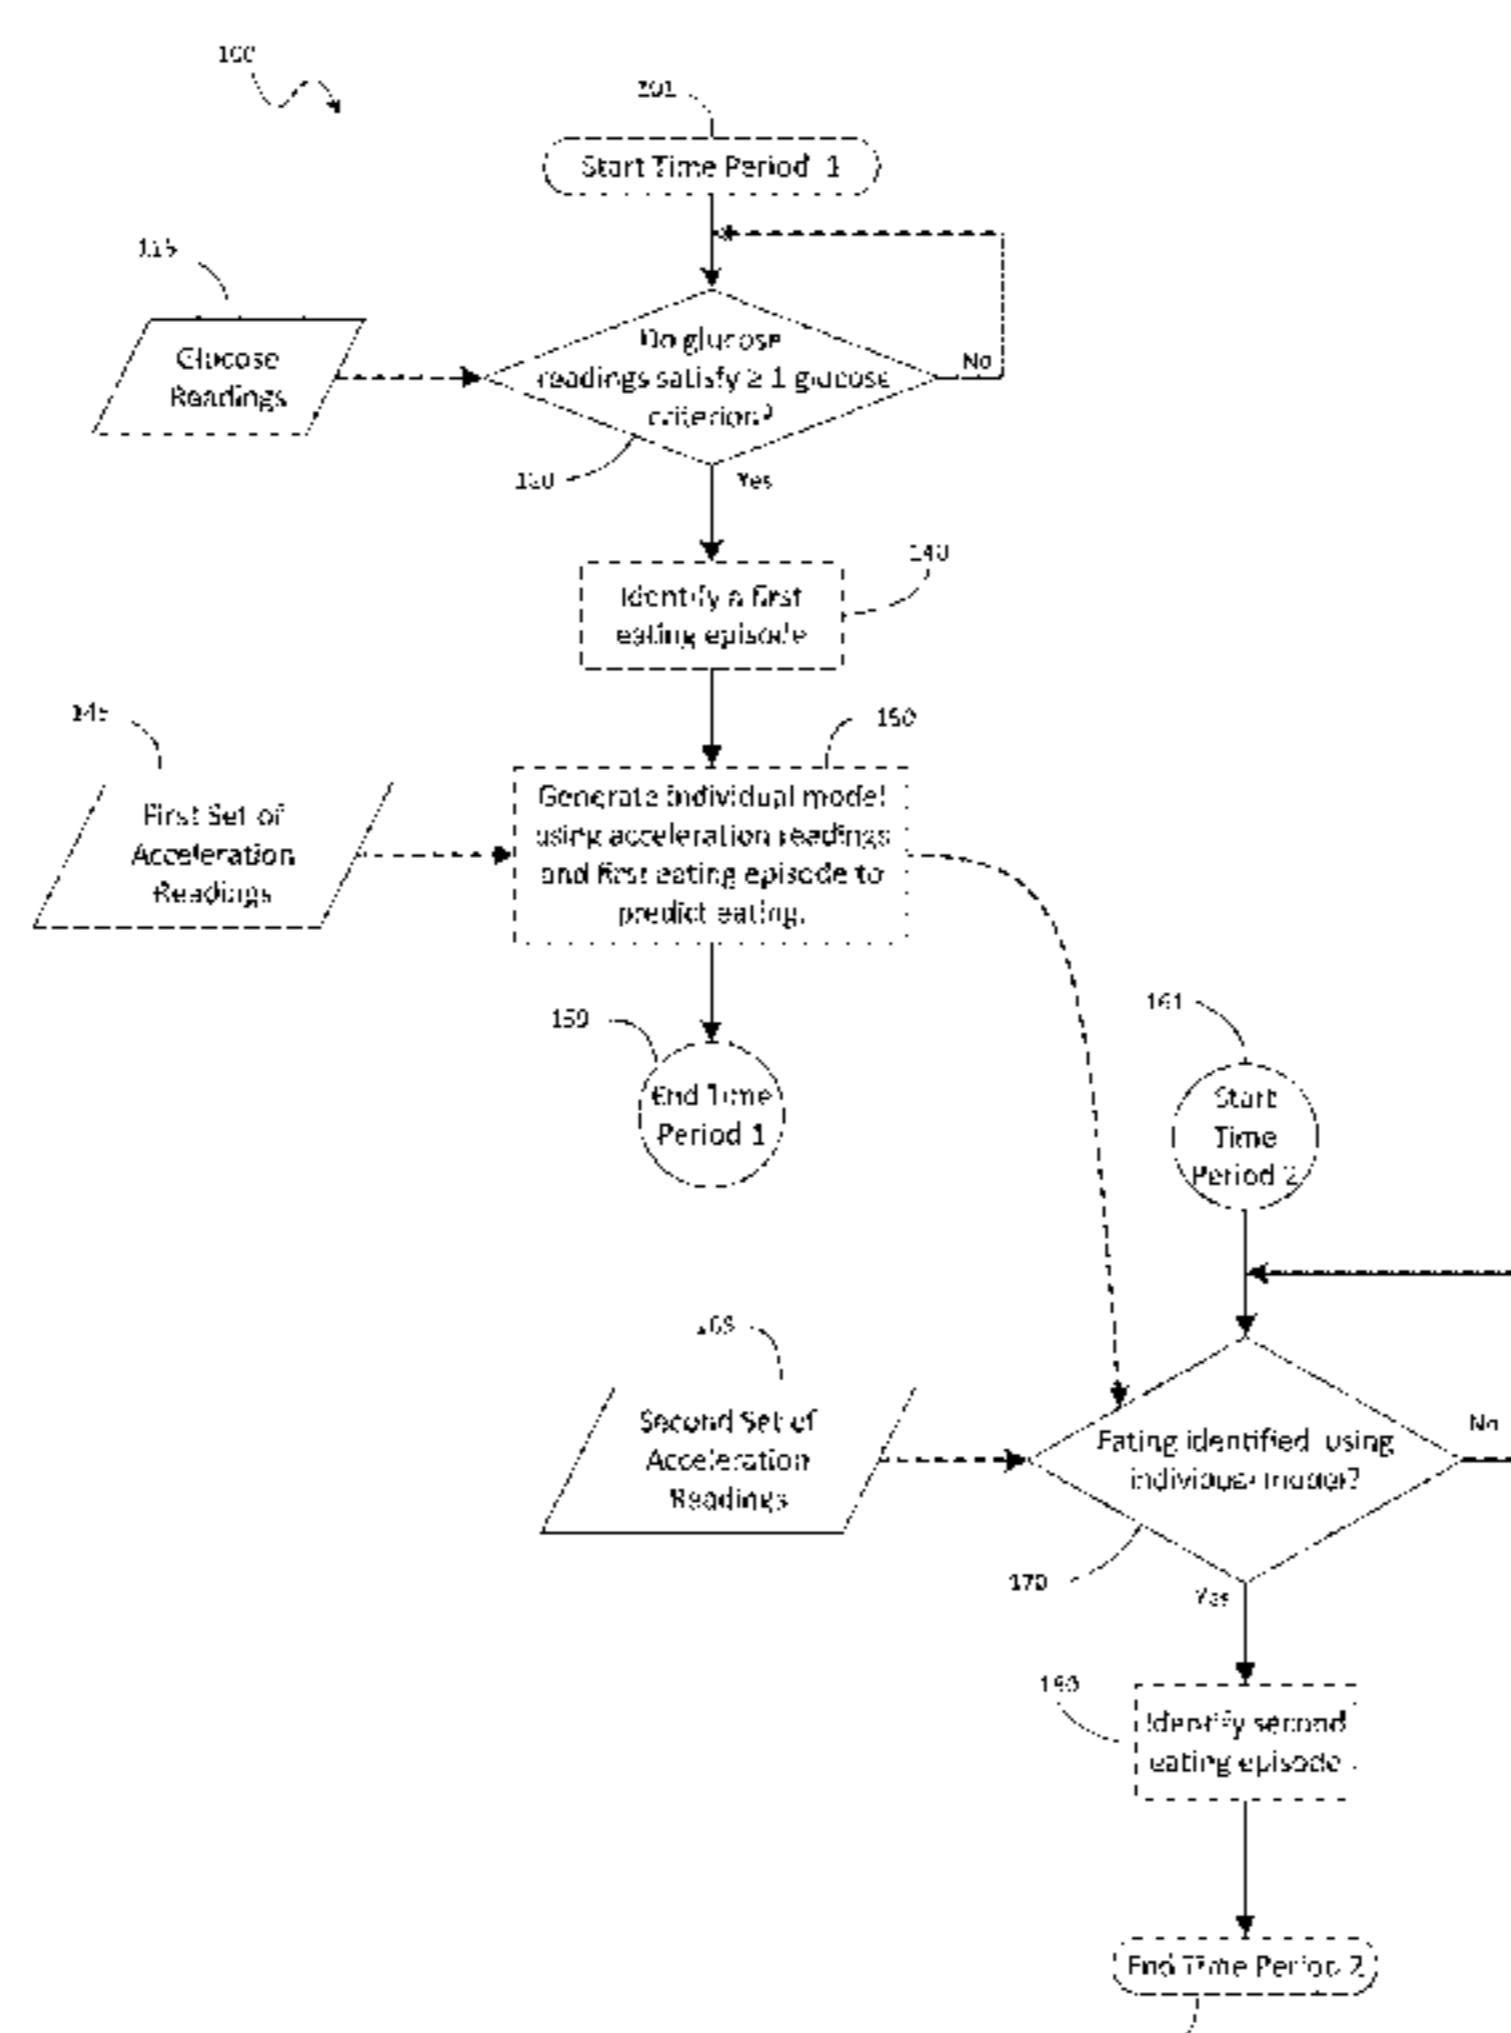 100
101
Start Time Period 1
115
Glucose
Readings
Do glucose
readings satisfy ≥ 1 glucose
criterion?
No
120
Yes
140
Identify a first
eating episode
145
First Set of
Acceleration
Readings
150
Generate individual model
using acceleration readings
and first eating episode to
predict eating.
159
End Time
Period 1
161
Start
Time
Period 2
Second Set of
Acceleration
Readings
Eating identified using
individual model?
No
170
Yes
Identify second
eating episode
End Time Period 2